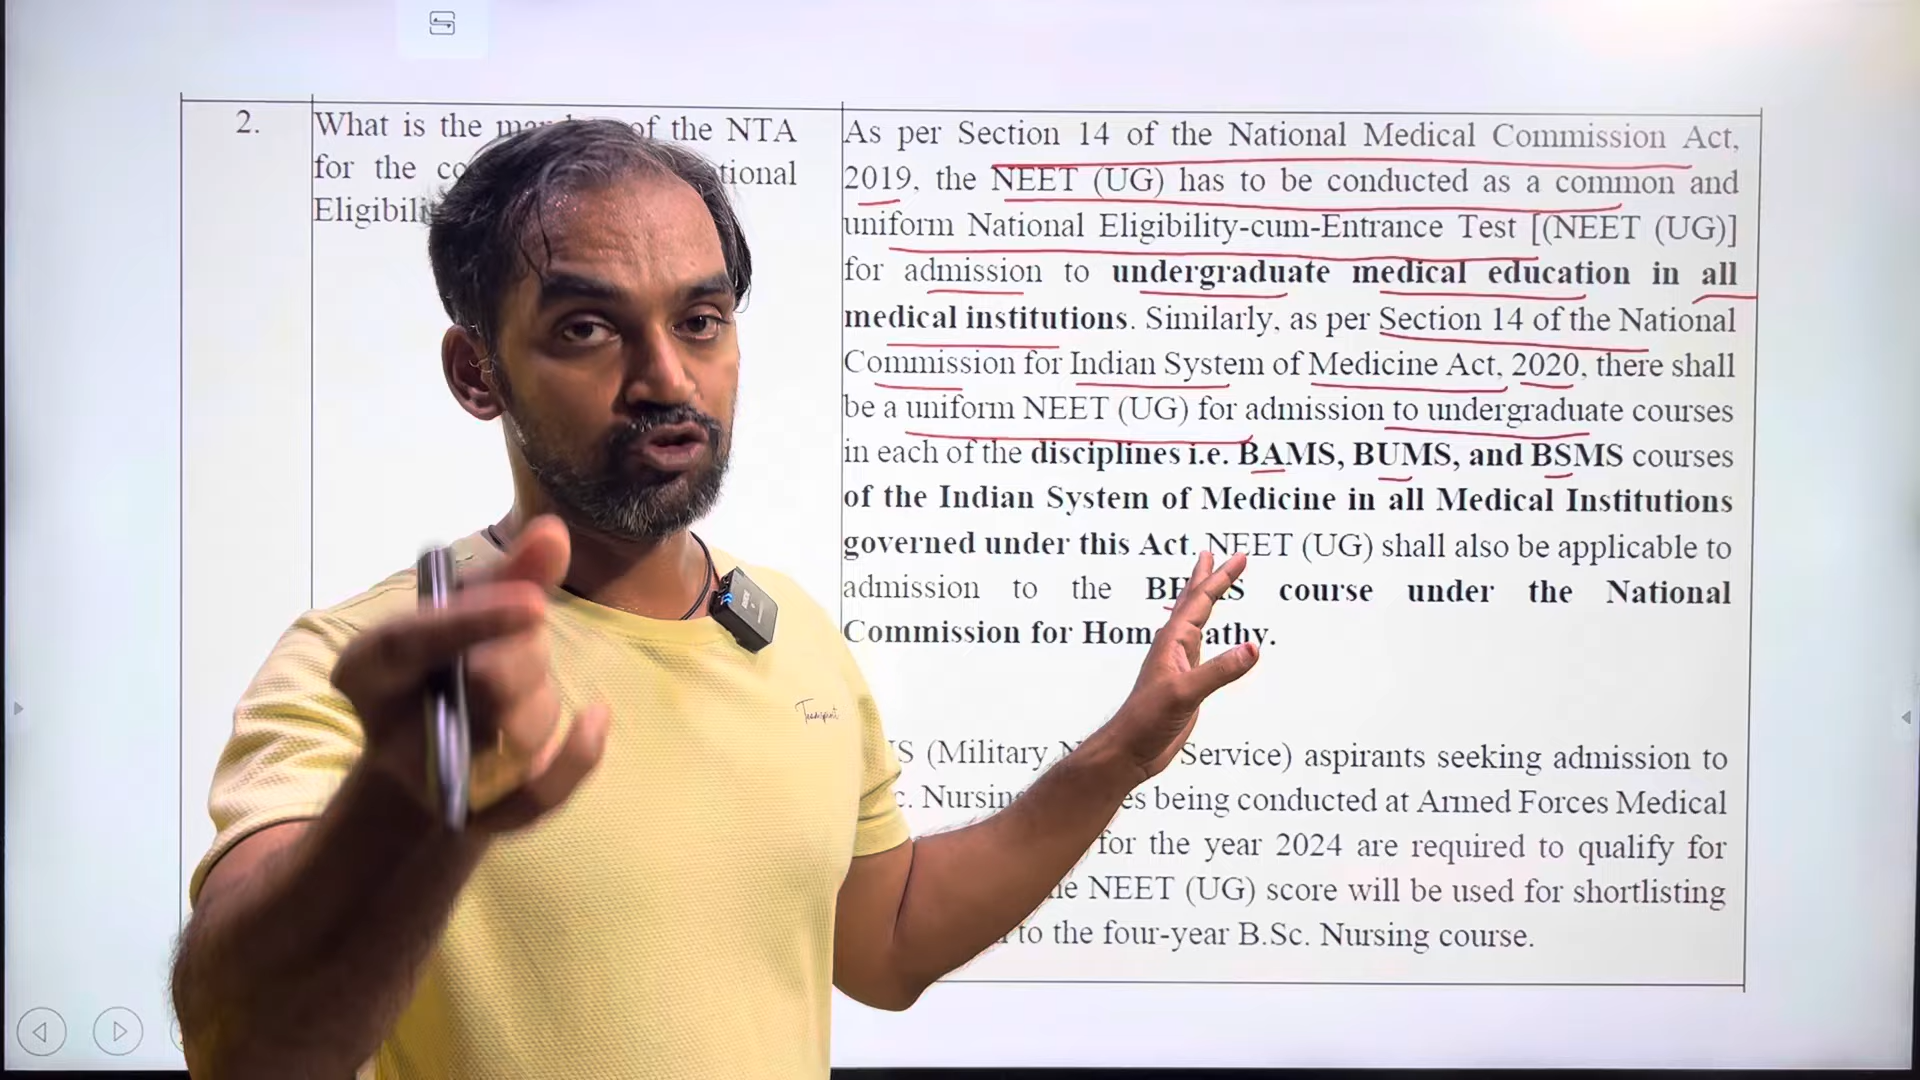 2.
What is the of the NTA
for the tional
Eligibili
As per Section 14 of the National Medical Commission Act,
2019, the NEET (UG) has to be conducted as a common and
uniform National Eligibility-cum-Entrance Test [(NEET (UG)]
for admission to undergraduate medical education in all
medical institutions. Similarly, as per Section 14 of the National
Commission for Indian System of Medicine Act, 2020, there shall
be a uniform NEET (UG) for admission to undergraduate courses
in each of the disciplines i.e. BAMS, BUMS, and BSMS courses
of the Indian System of Medicine in all Medical Institutions
governed under this Act. NEET (UG) shall also be applicable to
admission to the course under the National
Commission for
S (Military Service) aspirants seeking admission to
c. Nursing es being conducted at Armed Forces Medical
for the year 2024 are required to qualify for
NEET (UG) score will be used for shortlisting
to the four-year B.Sc. Nursing course.